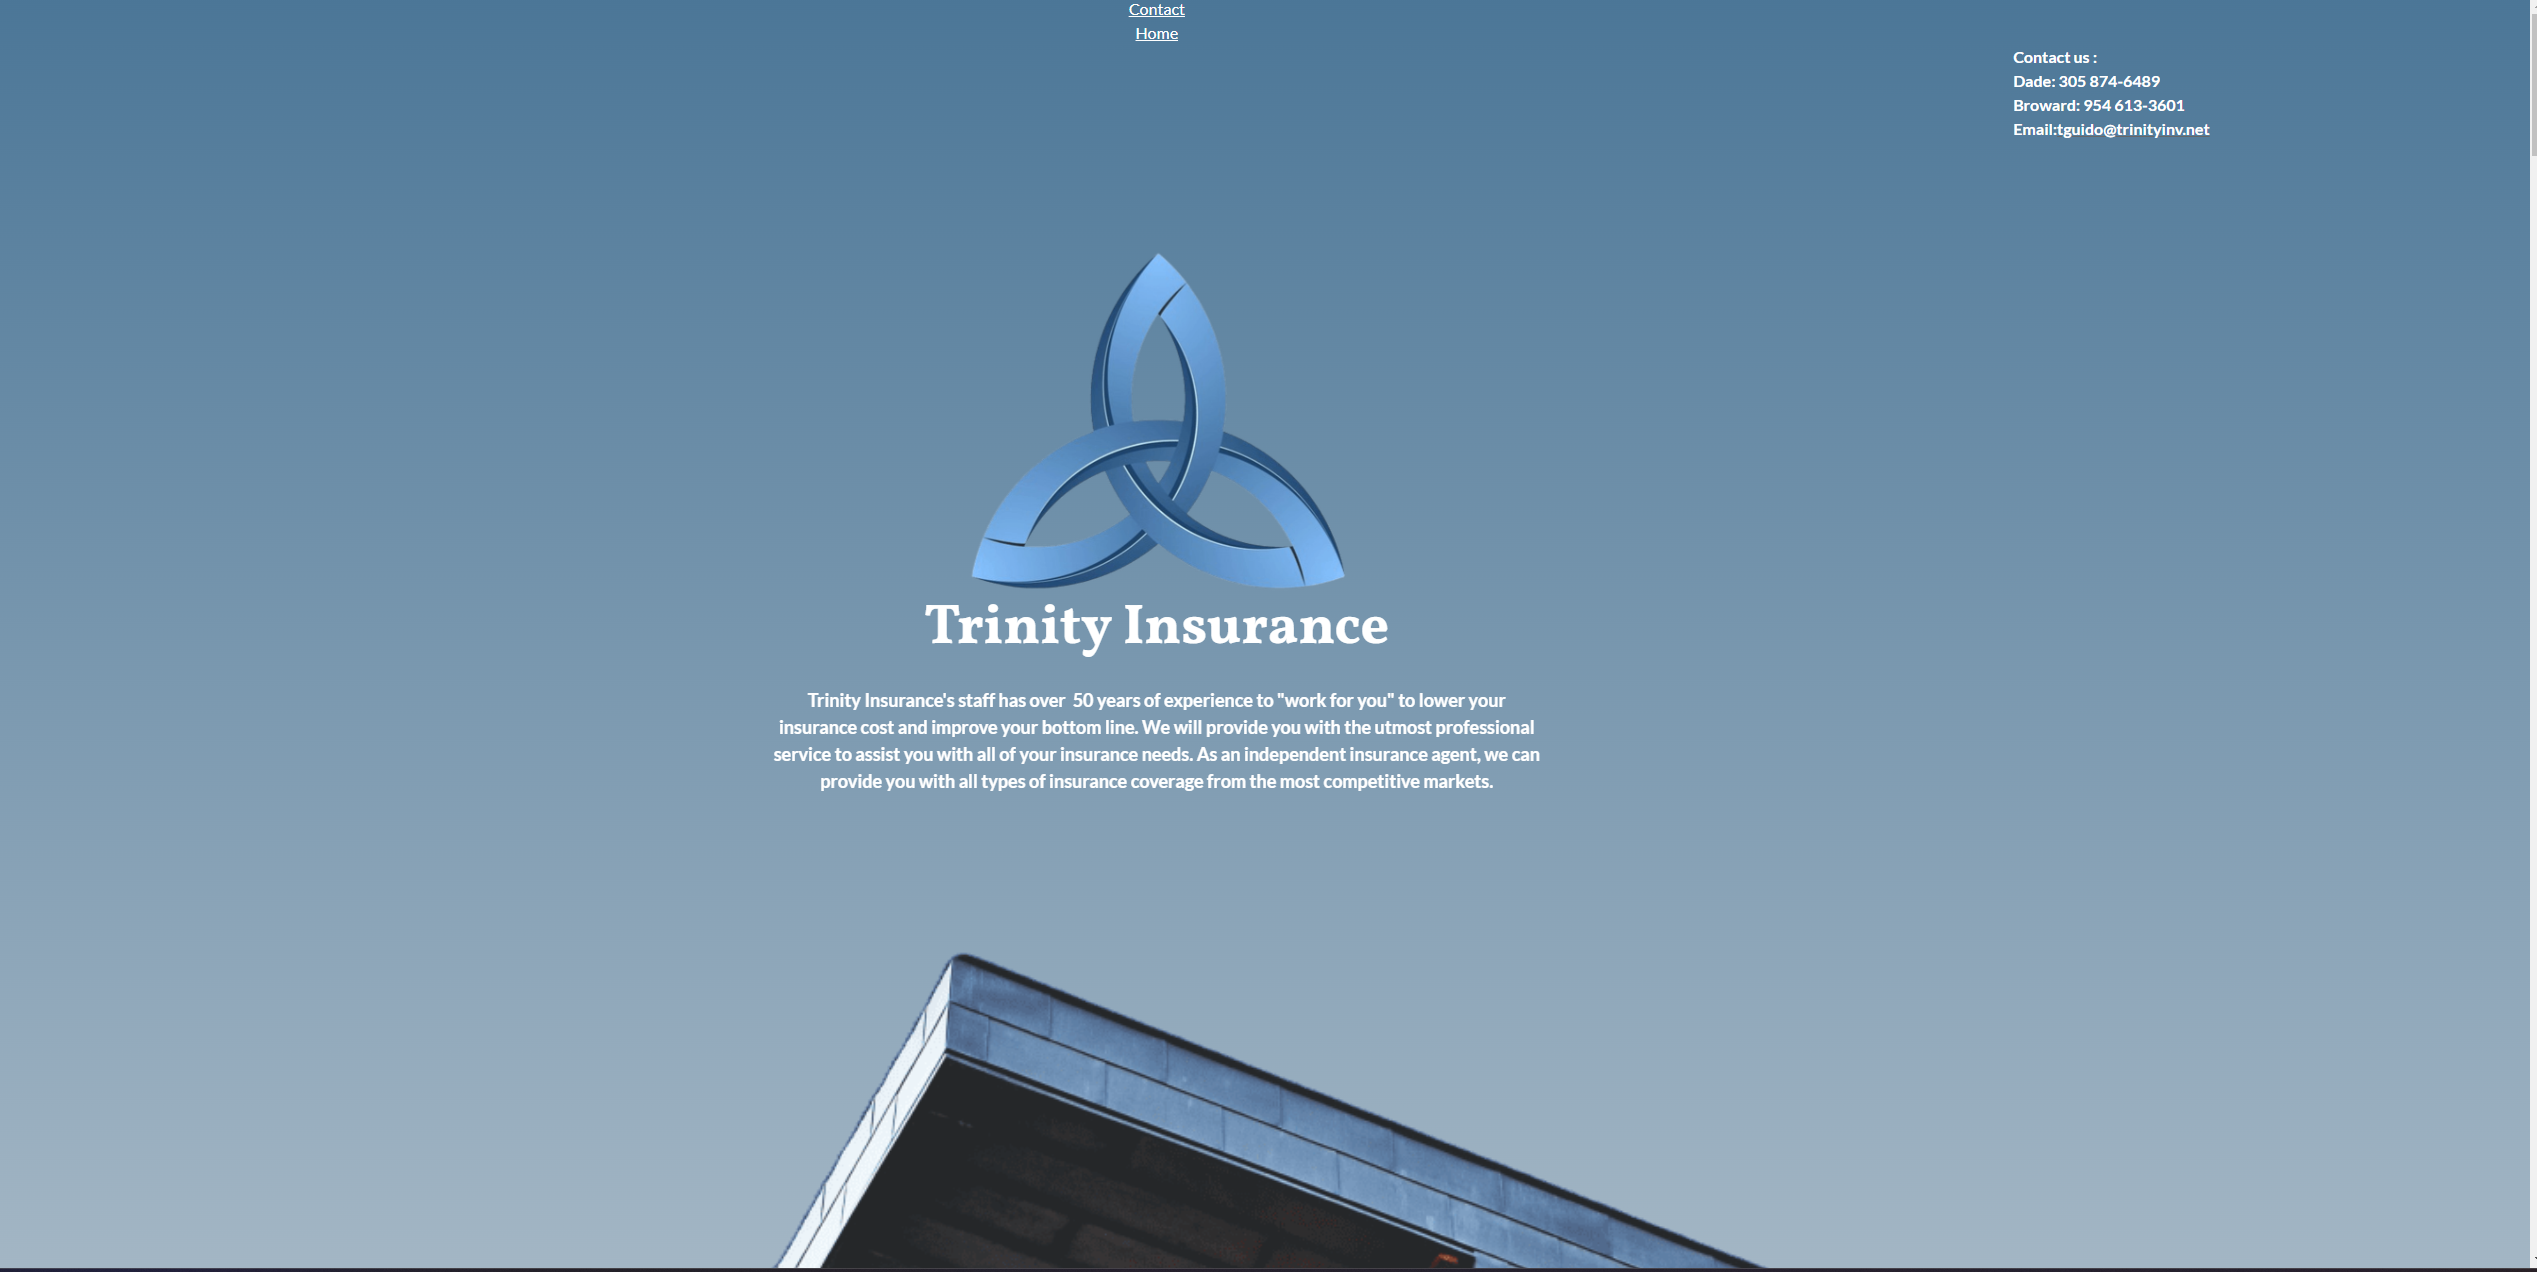 Contact
Home
Contact us :
Dade: 305 874-6489
Broward: 954 613-3601
Email:tguido@trinityinv.net
Trinity Insurance
Trinity Insurance's staff has over  50 years of experience to "work for you" to lower your
insurance cost and improve your bottom line. We will provide you with the utmost professional
service to assist you with all of your insurance needs. As an independent insurance agent, we can
provide you with all types of insurance coverage from the most competitive markets.